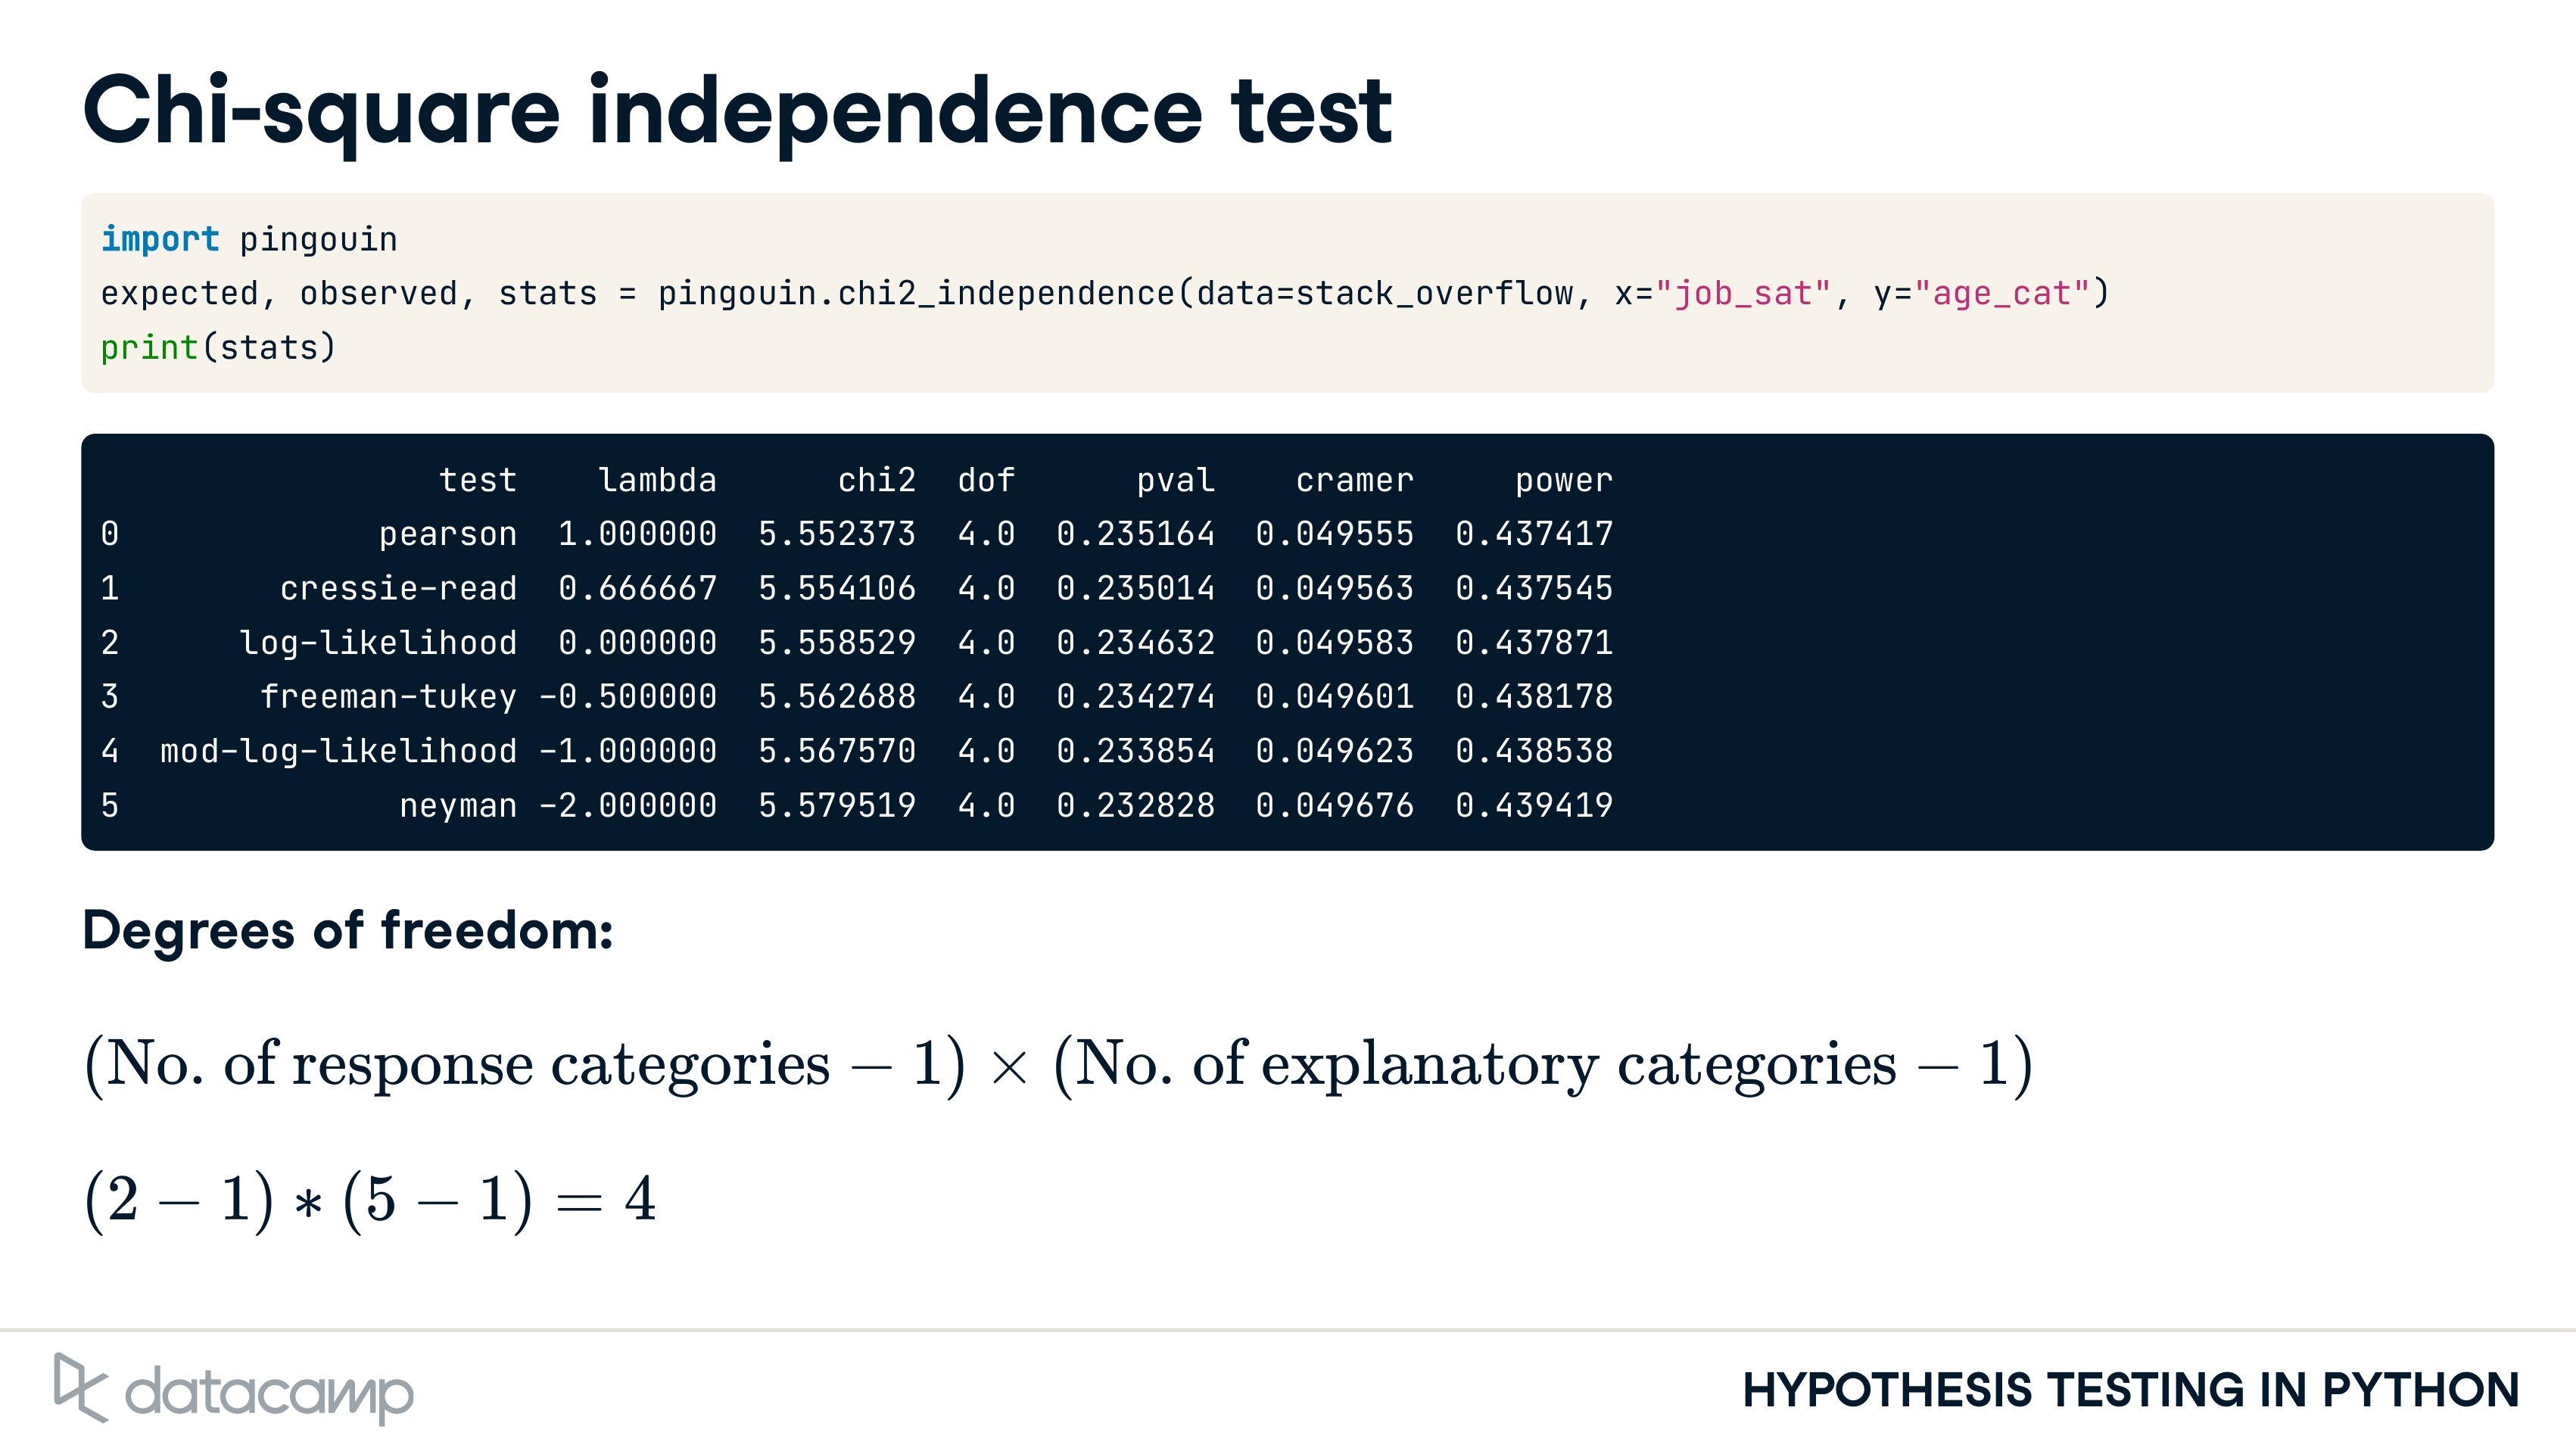 Chi-square independence test
import pingouin
expected, observed, stats = pingouin.chi2_independence(data=stack_overflow, x="job_sat", y="age_cat")
print(stats)
test lambda chi2 dof pval cramer power
0 pearson 1.000000 5.552373 4.0 0.235164 0.049555 0.437417
1 cressie-read 0.666667 5.554106 4.0 0.235014 0.049563 0.437545
2 log-likelihood 0.000000 5.558529 4.0 0.234632 0.049583 0.437871
3 freeman-tukey -0.500000 5.562688 4.0 0.234274 0.049601 0.438178
4 mod-log-likelihood -1.000000 5.567570 4.0 0.233854 0.049623 0.438538
5 neyman -2.000000 5.579519 4.0 0.232828 0.049676 0.439419
Degrees of freedom:
(No. of response categories − 1) × (No. of explanatory categories − 1)
(2 − 1) ∗ (5 − 1) = 4
datacamp
HYPOTHESIS TESTING IN PYTHON